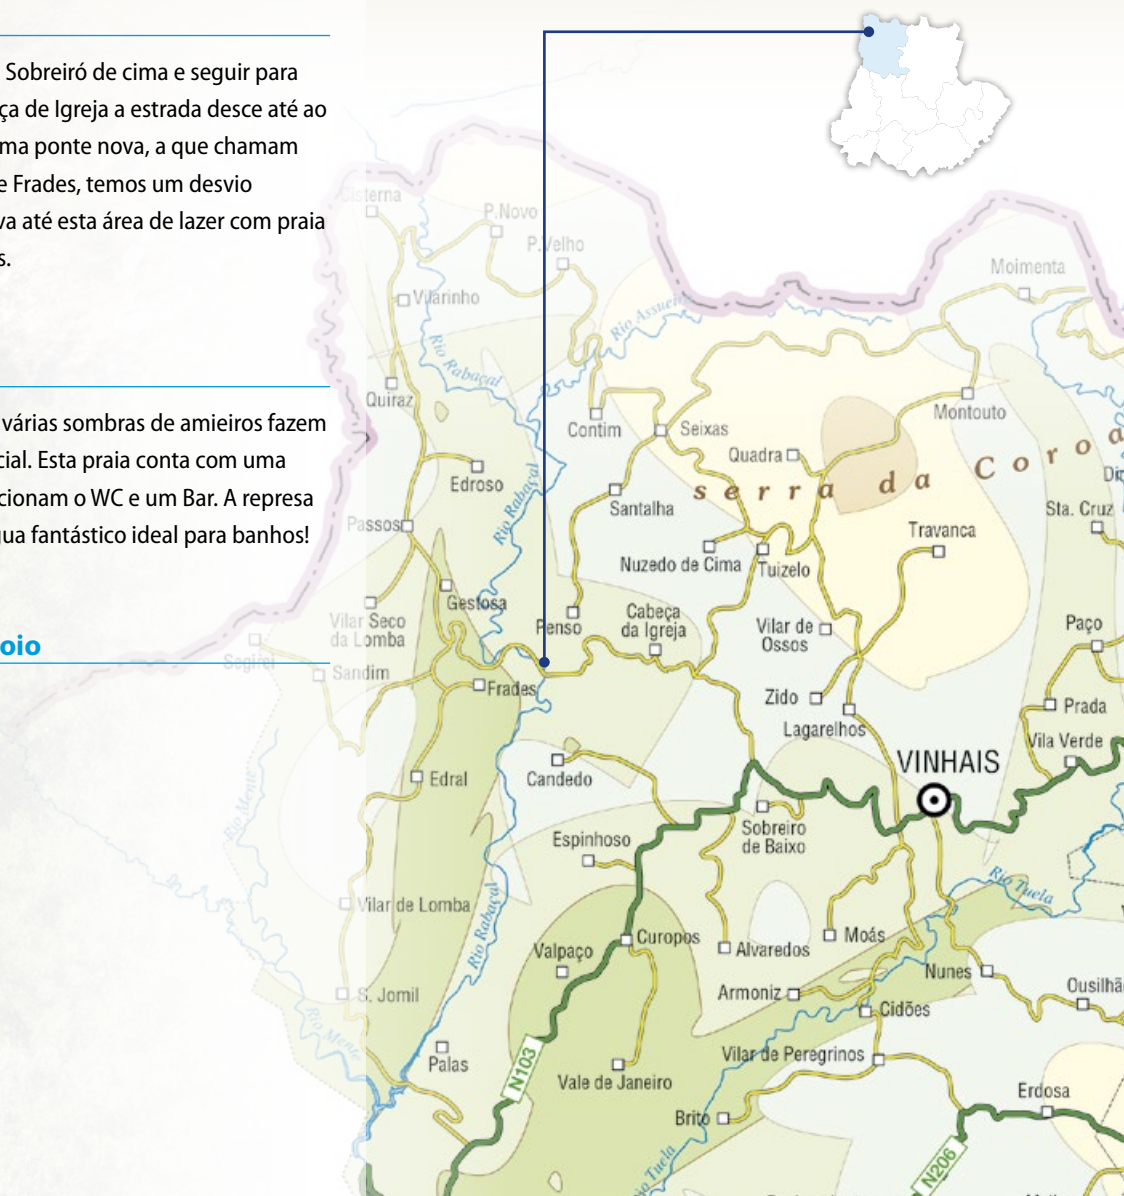 Sobreiró de cima e seguir para
ça de Igreja a estrada desce até ao
ma ponte nova, a que chamam
e Frades, temos um desvio
va até esta área de lazer com praia
s.
várias sombras de amieiros fazem
cial. Esta praia conta com uma
cionam o WC e um Bar. A represa
gua fantástico ideal para banhos!
oio
Cisterna
P.Novo
P.Velho
Moimenta
Vilarinho
Rio Assueiro
Rio Rabaçal
Quiraz
Contim
Seixas
Montouto
Quadra
serra da Coroa
Edroso
Rio Rabaçal
Santalha
Sta. Cruz
Passos
Travanca
Nuzedo de Cima
Tuizelo
Gestosa
Vilar Seco
da Lomba
Penso
Cabeça
da Igreja
Vilar de
Ossos
Paço
Segirei
Sandim
Frades
Zido
Prada
Lagarelhos
Vila Verde
VINHAIS
Edral
Candedo
Rio Mente
Sobreiro
de Baixo
Espinhoso
Rio Tuela
Vilar de Lomba
Rio Rabaçal
Curopos
Moás
Valpaço
Alvaredos
Nunes
S. Jomil
Armoniz
Ousilhã
Cidões
Rio Mente
Palas
N103
Vale de Janeiro
Vilar de Peregrinos
Erdosa
Brito
io Tuela
N206